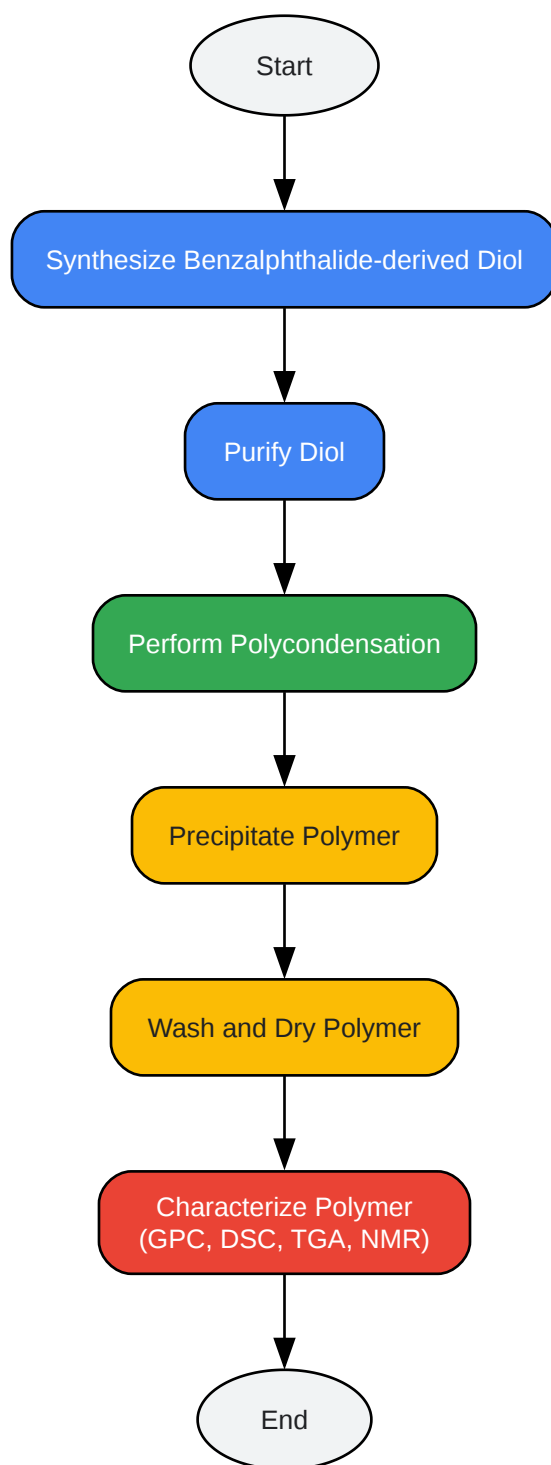 Start
Synthesize Benzalphthalide-derived Diol
Purify Diol
Perform Polycondensation
Precipitate Polymer
Wash and Dry Polymer
Characterize Polymer
(GPC, DSC, TGA, NMR)
End